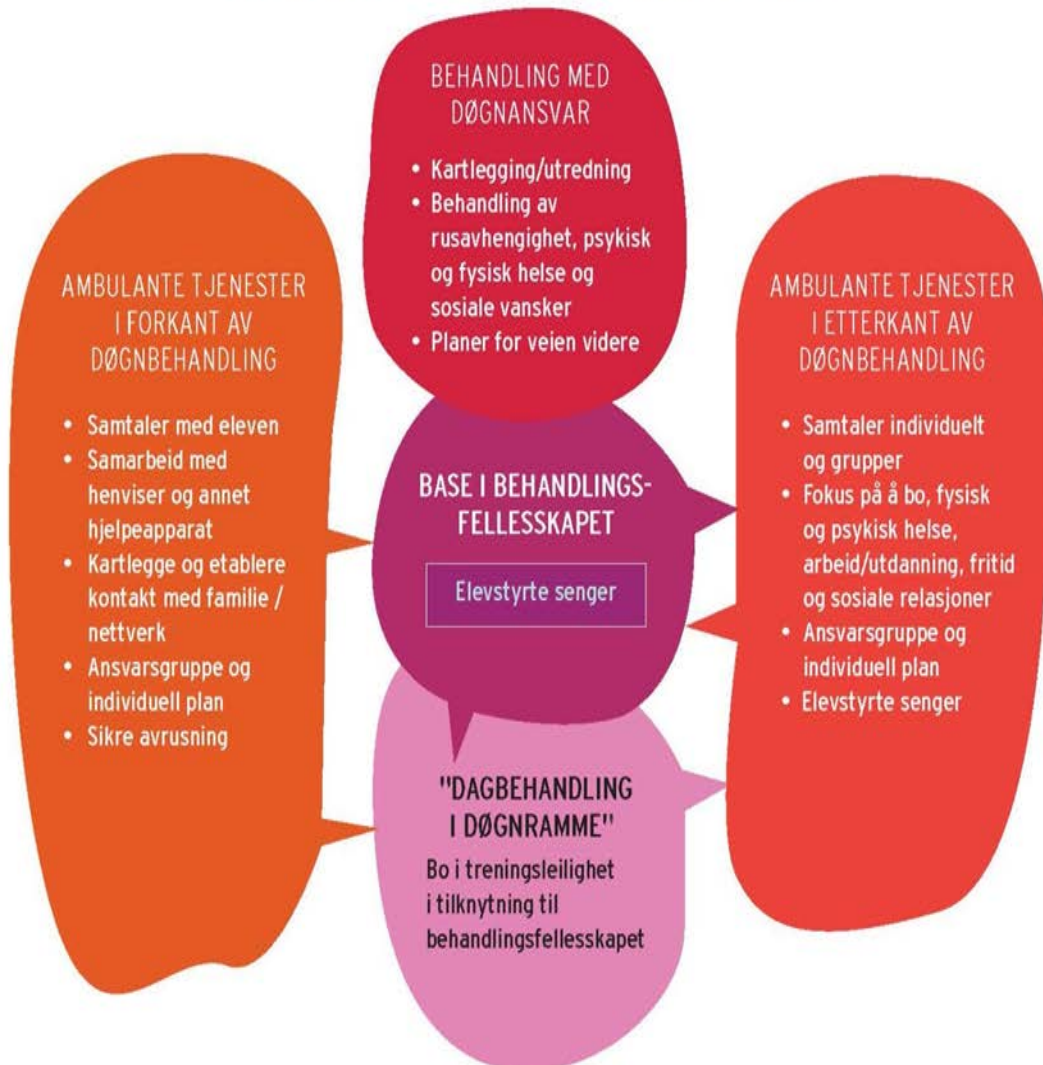 BEHANDLING MED
DØGNANSVAR
• Kartlegging/utredning
• Behandling av
rusavhengighet, psykisk
og fysisk helse og
sosiale vansker
• Planer for veien videre
AMBULANTE TJENESTER
I FORKANT AV
DØGNBEHANDLING
• Samtaler med eleven
• Samarbeid med
henviser og annet
hjelpeapparat
• Kartlegge og etablere
kontakt med familie /
nettverk
• Ansvarsgruppe og
individuell plan
• Sikre avrusning
BASE I BEHANDLINGS-
FELLESSKAPET
Elevstyrte senger
"DAGBEHANDLING
I DØGNRAMME"
Bo i treningsleilighet
i tilknytning til
behandlingsfellesskapet
AMBULANTE TJENESTER
I ETTERKANT AV
DØGNBEHANDLING
• Samtaler individuelt
og grupper
• Fokus på å bo, fysisk
og psykisk helse,
arbeid/utdanning, fritid
og sosiale relasjoner
• Ansvarsgruppe og
individuell plan
• Elevstyrte senger